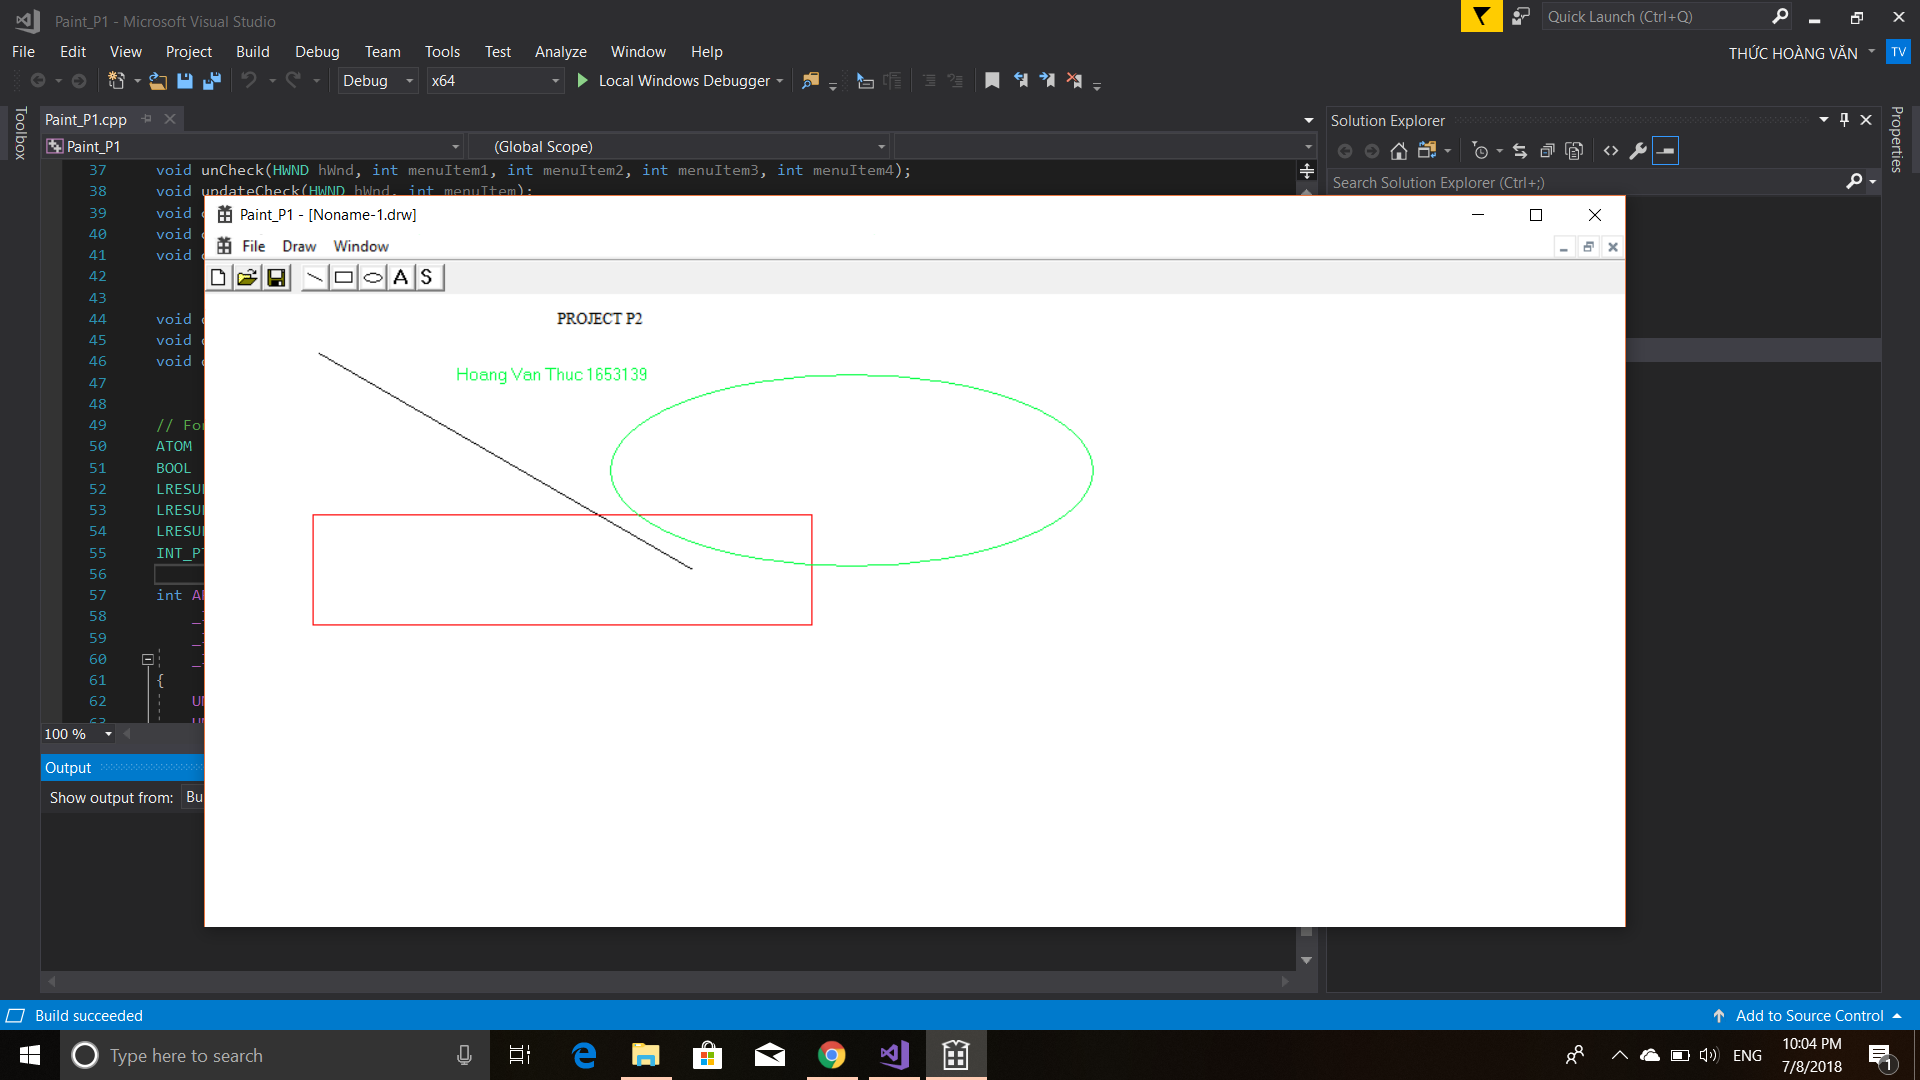 Paint_P1 - Microsoft Visual Studio
Quick Launch (Ctrl+Q)
File Edit View Project Build Debug Team Tools Test Analyze Window Help
THỨC HOÀNG VĂN
TV
Debug x64 Local Windows Debugger
Toolbox
Paint_P1.cpp
Paint_P1
(Global Scope)
37 void unCheck(HWND hWnd, int menuItem1, int menuItem2, int menuItem3, int menuItem4);
38 void updateCheck(HWND hWnd, int menuItem);
39 void
40 void
41 void
42
43
44 void
45 void
46 void
47
48
49 //
50 ATOM
51 BOOL
52
53
54
55
56
57 int
58
59
60
61 {
62
63
100 %
Output
Show output from:
Paint_P1 - [Noname-1.drw]
File Draw Window
A S
PROJECT P2
Hoang Van Thuc 1653139
Solution Explorer
Search Solution Explorer (Ctrl+;)
Properties
Build succeeded
Add to Source Control
Type here to search
ENG
10:04 PM
7/8/2018
1